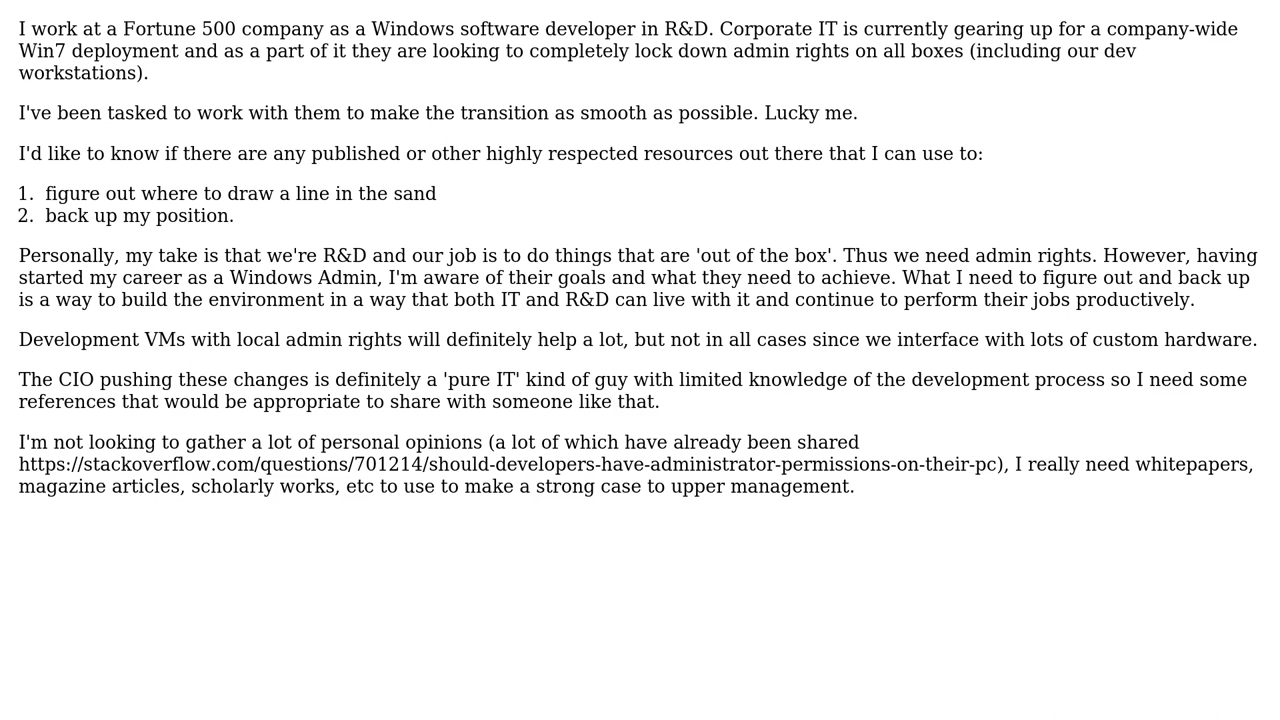 I work at a Fortune 500 company as a Windows software developer in R&D. Corporate IT is currently gearing up for a company-wide
Win7 deployment and as a part of it they are looking to completely lock down admin rights on all boxes (including our dev
workstations).
I've been tasked to work with them to make the transition as smooth as possible. Lucky me.
I'd like to know if there are any published or other highly respected resources out there that I can use to:
1. figure out where to draw a line in the sand
2. back up my position.
Personally, my take is that we're R&D and our job is to do things that are 'out of the box'. Thus we need admin rights. However, having
started my career as a Windows Admin, I'm aware of their goals and what they need to achieve. What I need to figure out and back up
is a way to build the environment in a way that both IT and R&D can live with it and continue to perform their jobs productively.
Development VMs with local admin rights will definitely help a lot, but not in all cases since we interface with lots of custom hardware.
The CIO pushing these changes is definitely a 'pure IT' kind of guy with limited knowledge of the development process so I need some
references that would be appropriate to share with someone like that.
I'm not looking to gather a lot of personal opinions (a lot of which have already been shared
https://stackoverflow.com/questions/701214/should-developers-have-administrator-permissions-on-their-pc), I really need whitepapers,
magazine articles, scholarly works, etc to use to make a strong case to upper management.